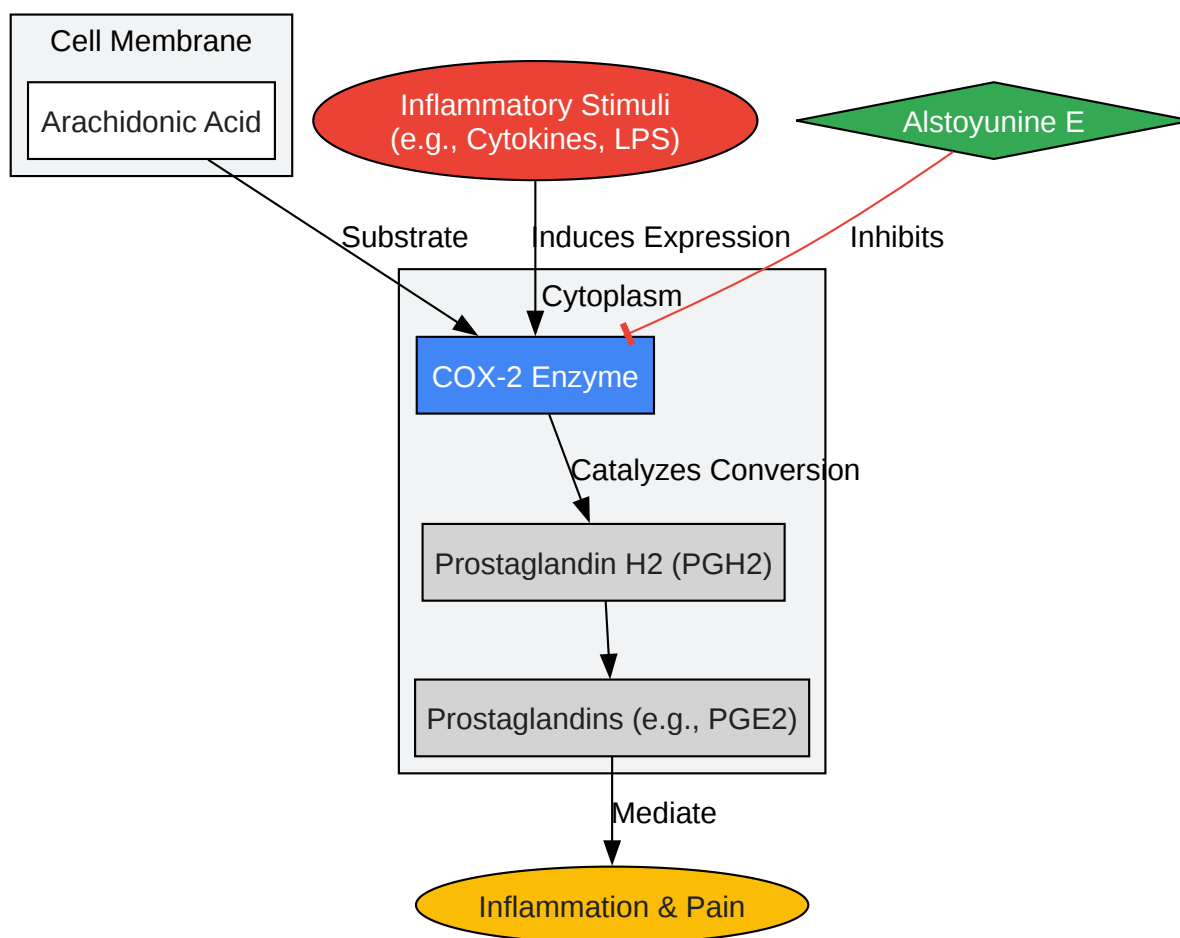 Cell Membrane
Arachidonic Acid
Inflammatory Stimuli
(e.g., Cytokines, LPS)
Alstoyunine E
Substrate
Induces Expression
Inhibits
Cytoplasm
COX-2 Enzyme
Catalyzes Conversion
Prostaglandin H2 (PGH2)
Prostaglandins (e.g., PGE2)
Mediate
Inflammation & Pain